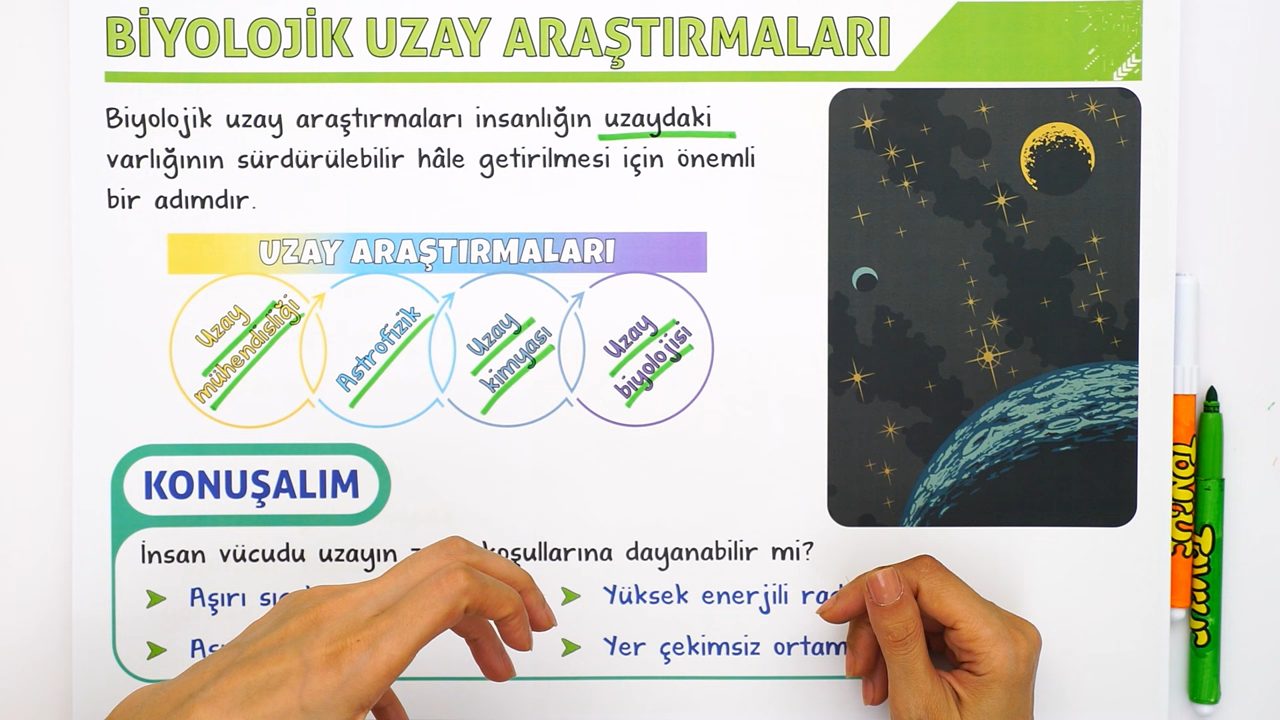 BİYOLOJİK UZAY ARAŞTIRMALARI
Biyolojik uzay araştırmaları insanlığın uzaydaki
varlığının sürdürülebilir hâle getirilmesi için önemli
bir adımdır.
UZAY ARAŞTIRMALARI
Uzay
mühendisliği
Astrofizik
Uzay
kimyası
Uzay
biyolojisi
KONUŞALIM
İnsan vücudu uzayın koşullarına dayanabilir mi?
Aşırı
Yüksek enerjili
Yer çekimsiz ortam